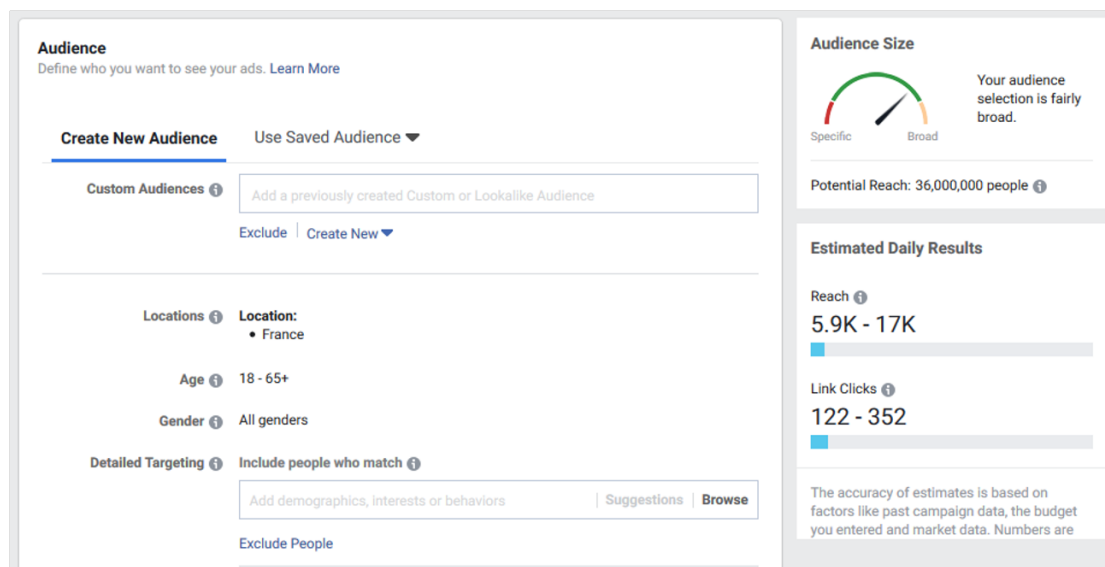 Audience
Define who you want to see your ads. Learn More
Create New Audience
Use Saved Audience
Custom Audiences
Add a previously created Custom or Lookalike Audience
Exclude
Create New
Locations
Location:
• France
Age
18 - 65+
Gender
All genders
Detailed Targeting
Include people who match
Add demographics, interests or behaviors
Suggestions
Browse
Exclude People
Audience Size
Specific
Broad
Your audience
selection is fairly
broad.
Potential Reach: 36,000,000 people
Estimated Daily Results
Reach
5.9K - 17K
Link Clicks
122 - 352
The accuracy of estimates is based on
factors like past campaign data, the budget
you entered and market data. Numbers are